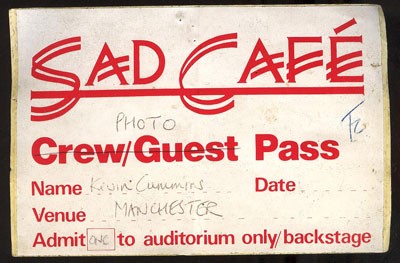 SAD CAFÉ
PHOTO
Crew/Guest Pass
Name Kevin Cummins Date
Venue MANCHESTER
Admit ONE to auditorium only/backstage